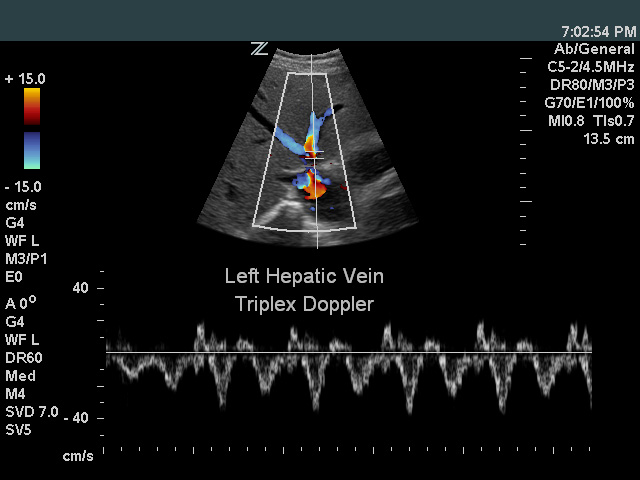 7:02:54 PM
Ab/General
C5-2/4.5MHz
DR80/M3/P3
G70/E1/100%
MI0.8 TIs0.7
13.5 cm
Z
+ 15.0
- 15.0
cm/s
G4
WF L
M3/P1
E0
A 0°
G4
WF L
DR60
Med
M4
SVD 7.0
SV5
Left Hepatic Vein
Triplex Doppler
40
- 40
cm/s